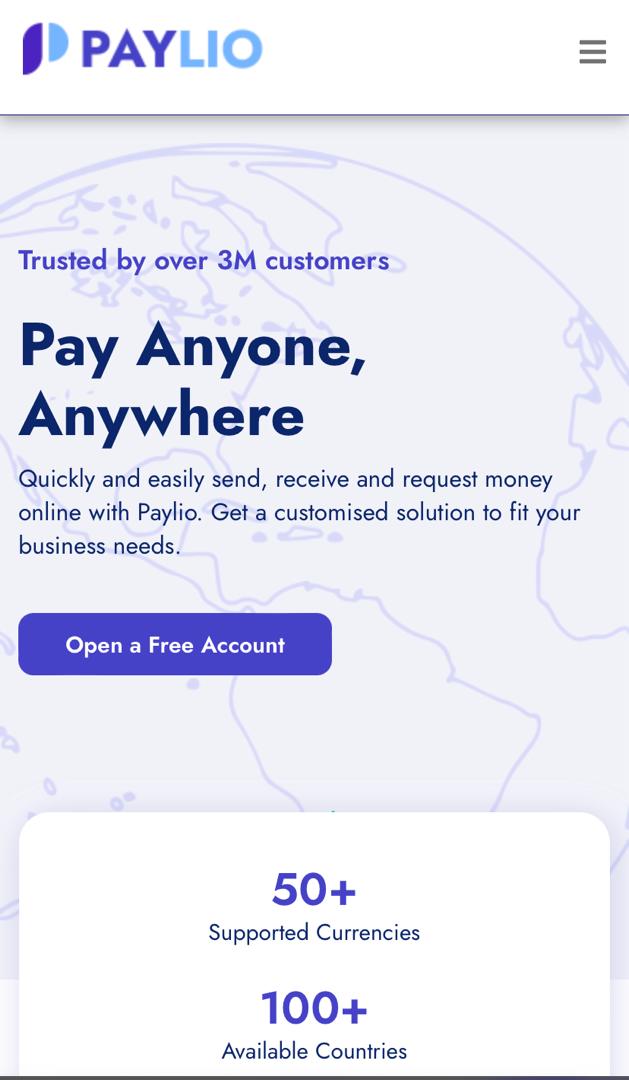 PAYLIO
Trusted by over 3M customers
Pay Anyone,
Anywhere
Quickly and easily send, receive and request money
online with Paylio. Get a customised solution to fit your
business needs.
Open a Free Account
50+
Supported Currencies
100+
Available Countries